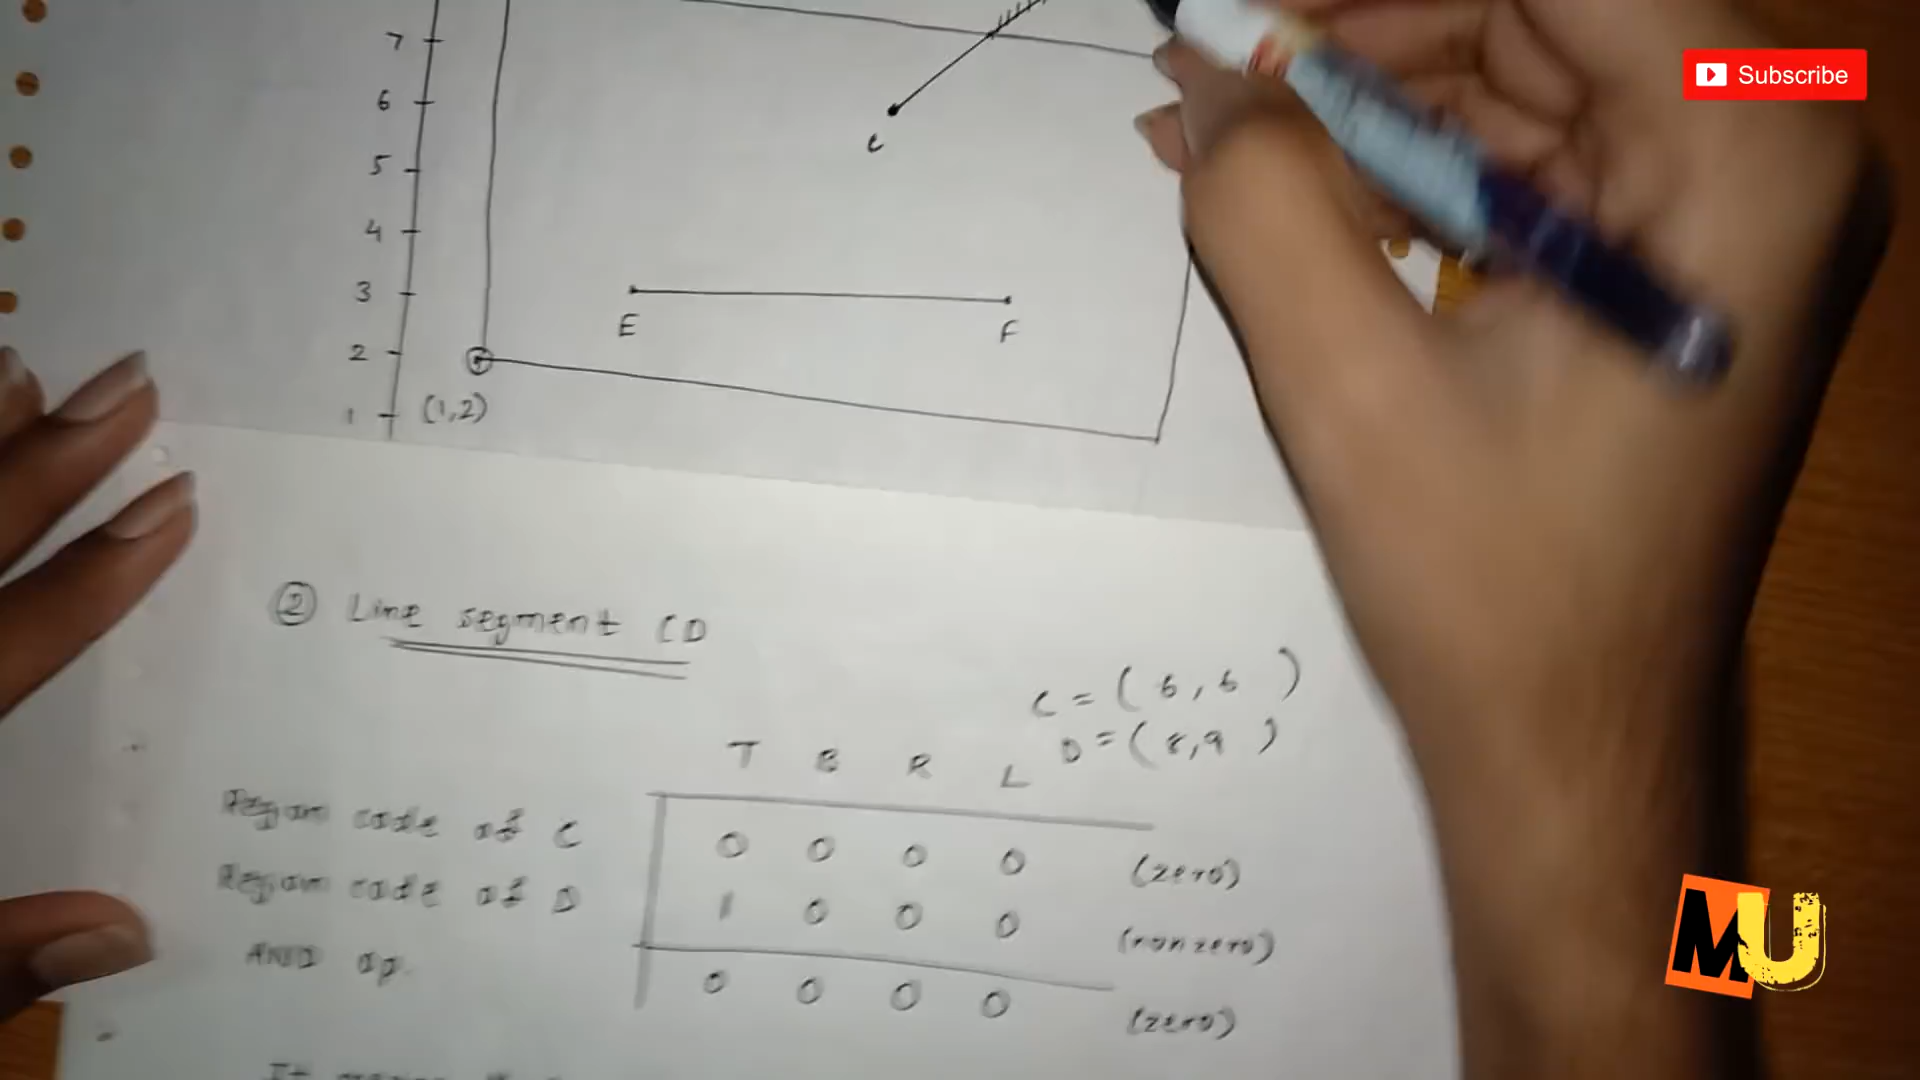 7
Subscribe
6
C
5
4
3
E F
2
1 (1,2)
② Line segment CD
C = ( 6, 6 )
T B R L D = ( 8,9 )
Region code of C 0 0 0 0 (zero)
Region code of D 1 0 0 0 (nonzero)
AND op. 0 0 0 0 (zero)
It
MU